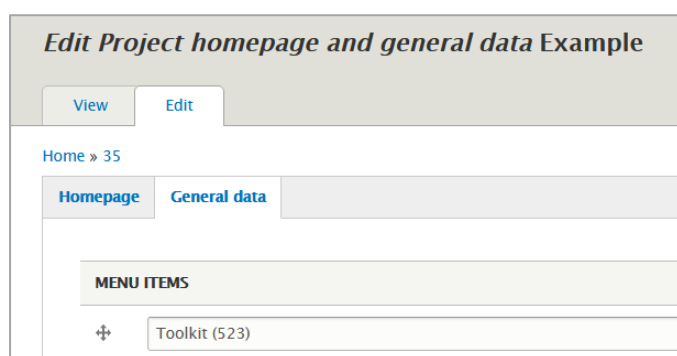 Edit Project homepage and general data Example
View Edit
Home » 35
Homepage General data
MENU ITEMS
Toolkit (523)